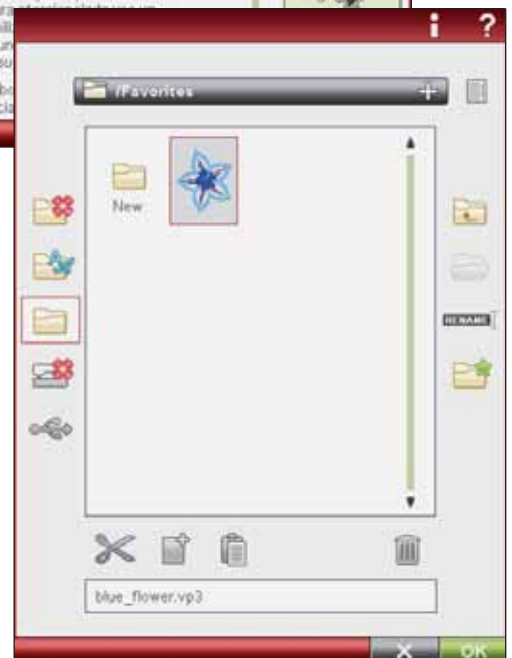 i ?
/Favorites
New
RENAME
blue_flower.vp3
X OK